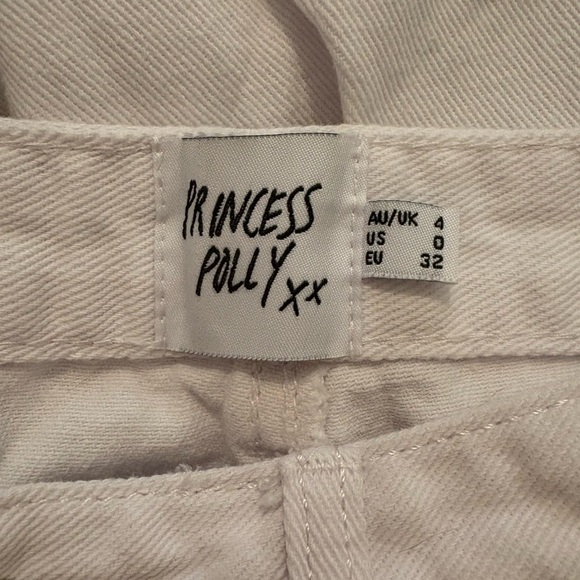 PRINCESS
POLLY xx
AU/UK 4
US 0
EU 32